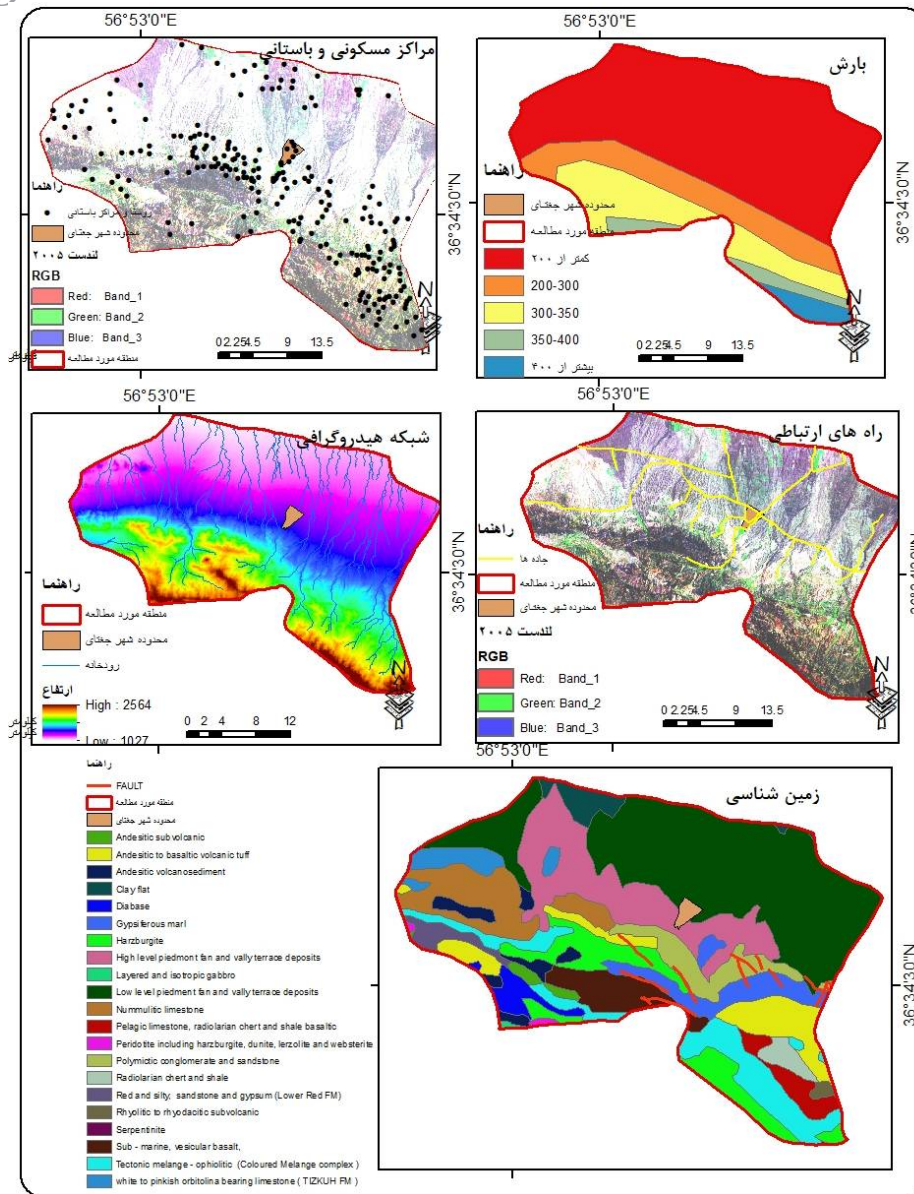 56°53'0"E
56°53'0"E
مراکز مسکونی و باستانی
راهنما
روستا و مراکز باستانی
محدوده شهر جغتای
لندست ۲۰۰۵
RGB
Red: Band_1
Green: Band_2
Blue: Band_3
منطقه مورد مطالعه
0 2.25 4.5 9 13.5
36°34'30"N
N
بارش
راهنما
محدوده شهر جغتای
منطقه مورد مطالعه
کمتر از ۲۰۰
200-300
300-350
350-400
بیشتر از ۴۰۰
0 2.25 4.5 9 13.5
36°34'30"N
N
56°53'0"E
56°53'0"E
شبکه هیدروگرافی
راهنما
منطقه مورد مطالعه
محدوده شهر جغتای
رودخانه
ارتفاع
High : 2564
Low : 1027
کیلومتر
کیلومتر
0 2 4 8 12
36°34'30"N
N
راه های ارتباطی
راهنما
جاده ها
منطقه مورد مطالعه
محدوده شهر جغتای
لندست ۲۰۰۵
RGB
Red: Band_1
Green: Band_2
Blue: Band_3
0 2.25 4.5 9 13.5
36°34'30"N
N
56°53'0"E
زمین شناسی
راهنما
FAULT
منطقه مورد مطالعه
محدوده شهر جغتای
Andesitic subvolcanic
Andesitic to basaltic volcanic tuff
Andesitic volcanosediment
Clay flat
Diabase
Gypsiferous marl
Harzburgite
High level piedmont fan and vally terrace deposits
Layered and isotropic gabbro
Low level piedment fan and vally terrace deposits
Nummulitic limestone
Pelagic limestone, radiolarian chert and shale basaltic
Peridotite including harzburgite, dunite, lerzolite and websterite
Polymictic conglomerate and sandstone
Radiolarian chert and shale
Red and silty, sandstone and gypsum (Lower Red FM)
Rhyolitic to rhyodacitic subvolcanic
Serpentinite
Sub - marine, vesicular basalt,
Tectonic melange - ophiolitic (Coloured Melange complex )
white to pinkish orbitolina bearing limestone ( TIZKUH FM )
36°34'30"N